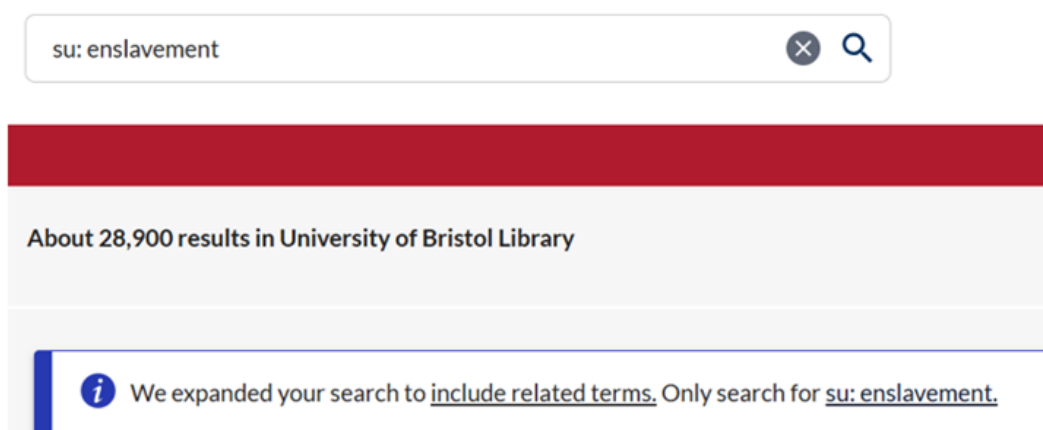 su: enslavement
About 28,900 results in University of Bristol Library
We expanded your search to include related terms. Only search for su: enslavement.